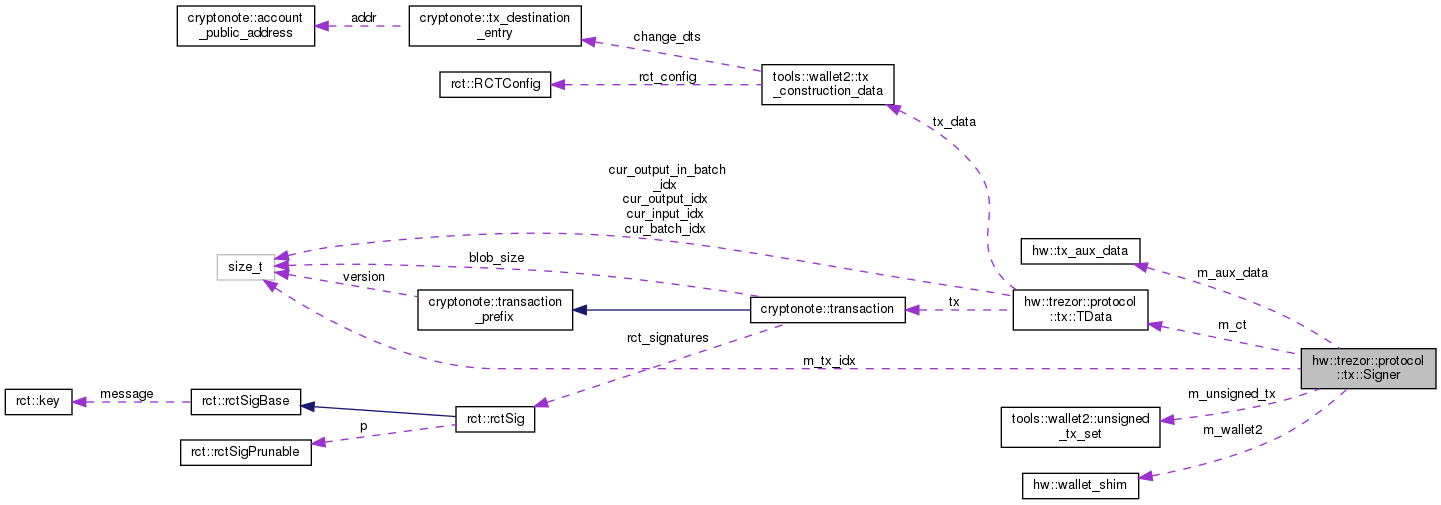 cryptonote::account
_public_address
addr
cryptonote::tx_destination
_entry
change_dts
rct::RCTConfig
rct_config
tools::wallet2::tx
_construction_data
tx_data
cur_output_in_batch
_idx
cur_output_idx
cur_input_idx
cur_batch_idx
hw::tx_aux_data
size_t
blob_size
m_aux_data
version
cryptonote::transaction
_prefix
cryptonote::transaction
tx
hw::trezor::protocol
::tx::TData
m_ct
rct_signatures
m_tx_idx
hw::trezor::protocol
::tx::Signer
rct::key
message
rct::rctSigBase
m_unsigned_tx
rct::rctSig
p
tools::wallet2::unsigned
_tx_set
m_wallet2
rct::rctSigPrunable
hw::wallet_shim